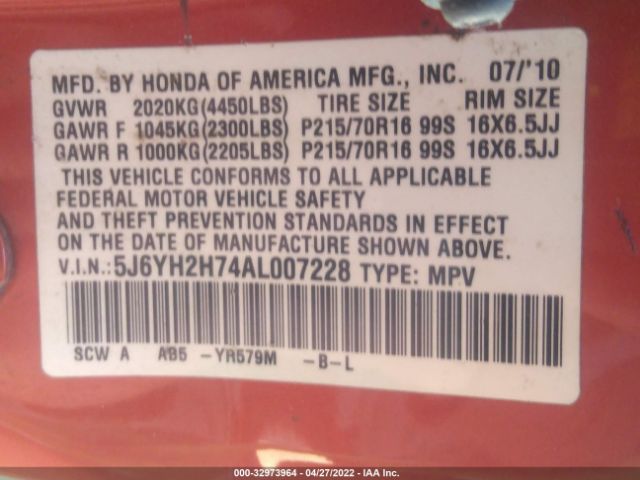 MFD. BY HONDA OF AMERICA MFG., INC. 07/'10
GVWR 2020KG(4450LBS) TIRE SIZE RIM SIZE
GAWR F 1045KG(2300LBS) P215/70R16 99S 16X6.5JJ
GAWR R 1000KG(2205LBS) P215/70R16 99S 16X6.5JJ
THIS VEHICLE CONFORMS TO ALL APPLICABLE
FEDERAL MOTOR VEHICLE SAFETY
AND THEFT PREVENTION STANDARDS IN EFFECT
ON THE DATE OF MANUFACTURE SHOWN ABOVE.
V.I.N.:5J6YH2H74AL007228 TYPE: MPV
SCW A AB5 -YR579M -B-L
000-32973964 - 04/27/2022 - IAA Inc.